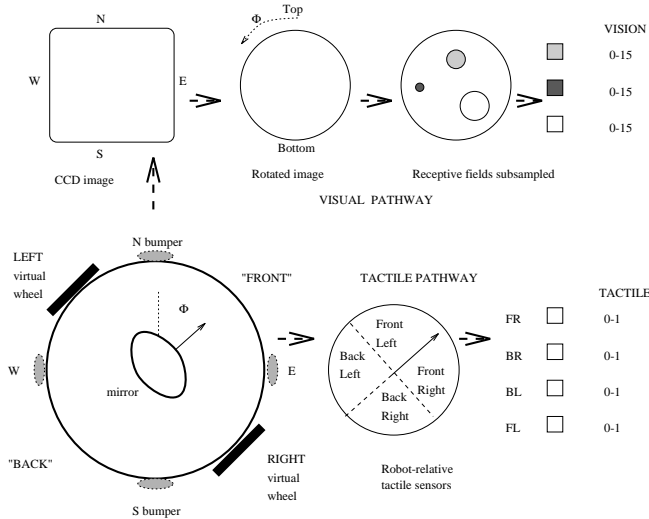 N
Φ
Top
VISION
W
E
0-15
0-15
0-15
S
Bottom
CCD image
Rotated image
Receptive fields subsampled
VISUAL PATHWAY
LEFT
virtual
wheel
N bumper
"FRONT"
TACTILE PATHWAY
TACTILE
Φ
Front
Left
Back
Left
Front
Right
Back
Right
FR
0-1
BR
0-1
BL
0-1
FL
0-1
W
E
mirror
"BACK"
RIGHT
virtual
wheel
S bumper
Robot-relative
tactile sensors